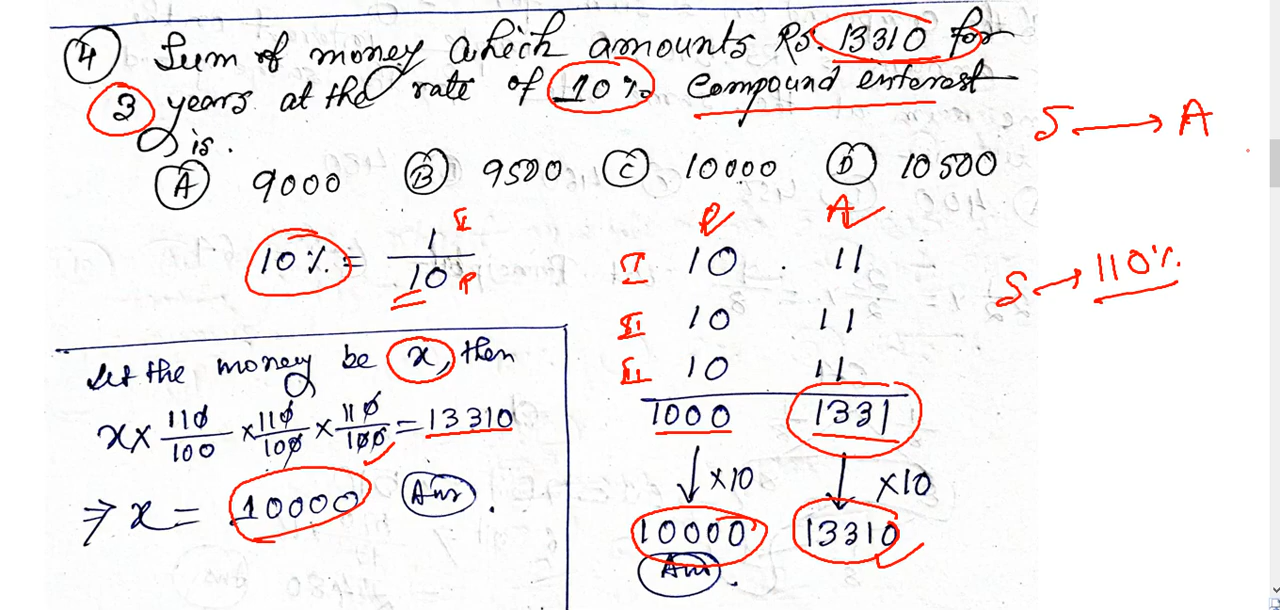 ④ Sum of money which amounts Rs. 13310 for
3 years at the rate of 10% compound interest
is.
Ⓐ 9000 Ⓑ 9500 Ⓒ 10000 Ⓓ 10500
S → A
10% = 1/10 I P
P A
I 10 11
II 10 11
III 10 11
1000 1331
↓ ×10 ↓ ×10
10000 13310
Ans.
S → 110%
Let the money be x, then
x × 110/100 × 110/100 × 110/100 = 13310
⇒ x = 10000 Ans.